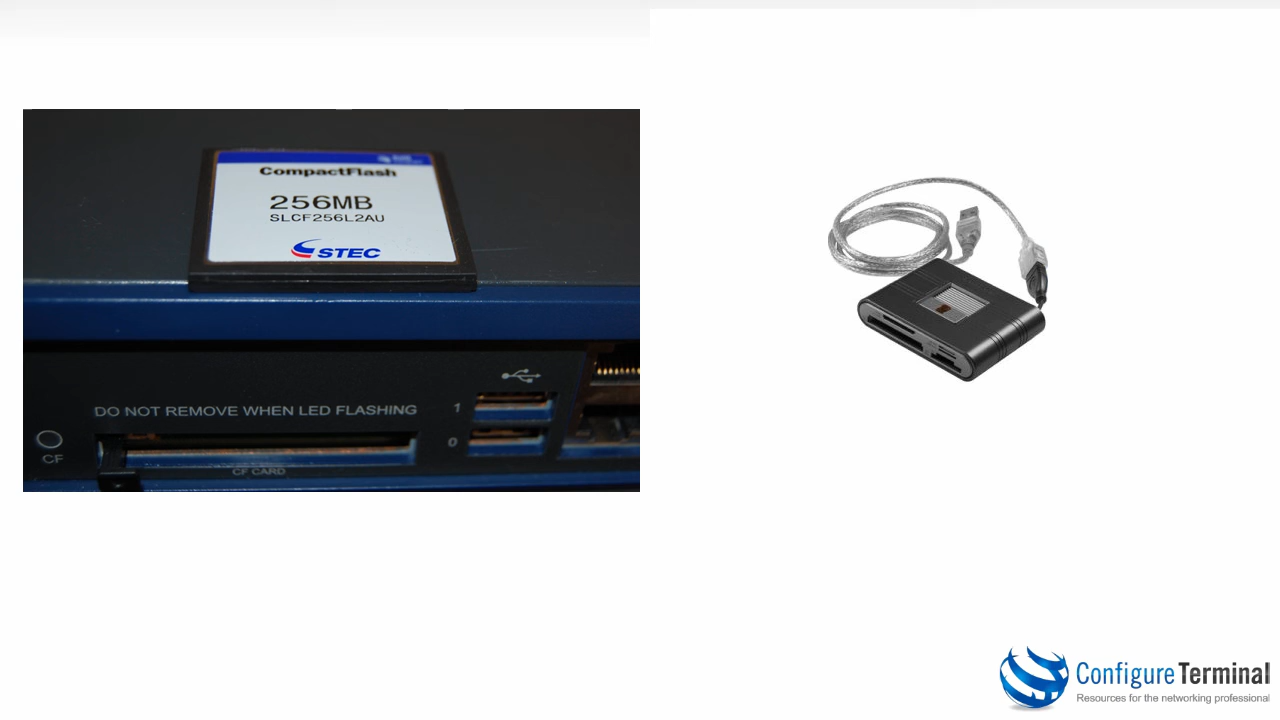 CompactFlash
256MB
SLCF256L2AU
STEC
DO NOT REMOVE WHEN LED FLASHING
1
0
CF
CF CARD
Configure Terminal
Resources for the networking professional